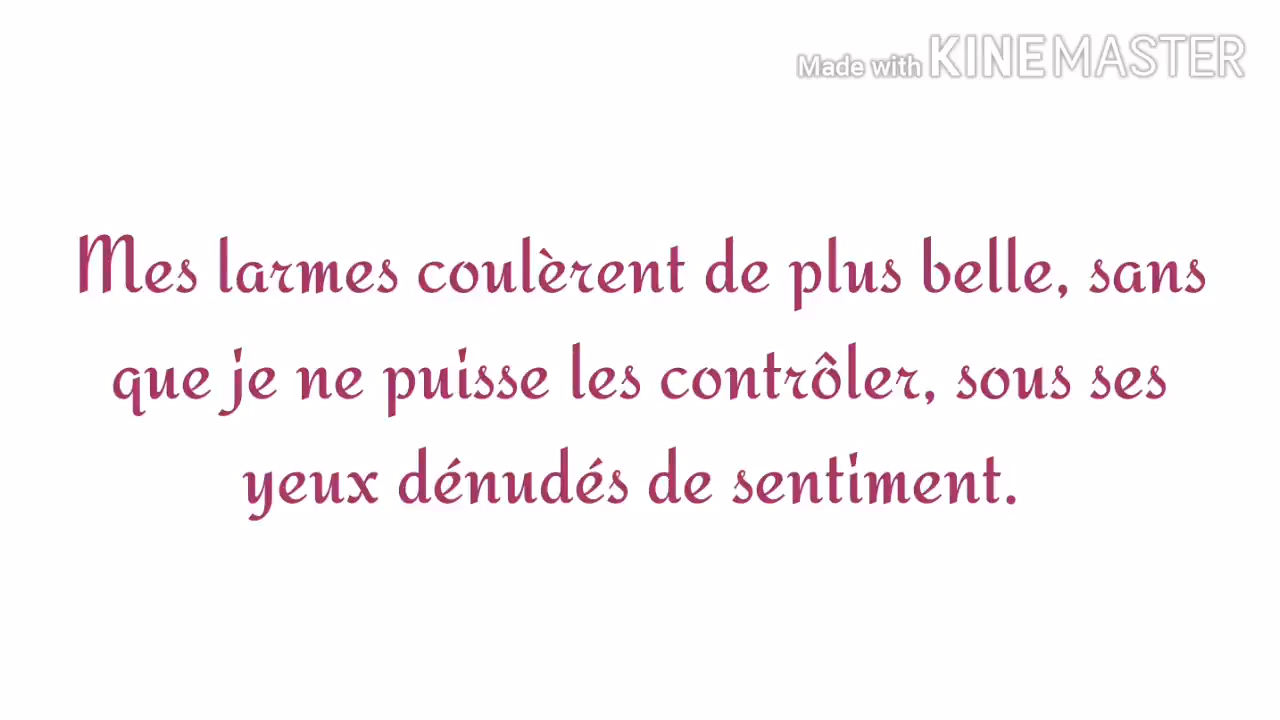 Made with KINEMASTER
Mes larmes coulèrent de plus belle, sans
que je ne puisse les contrôler, sous ses
yeux dénudés de sentiment.